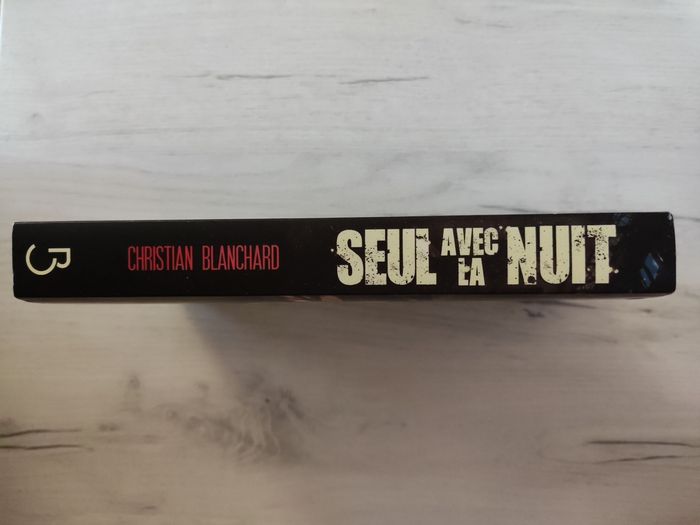 CHRISTIAN BLANCHARD
SEUL AVEC LA NUIT